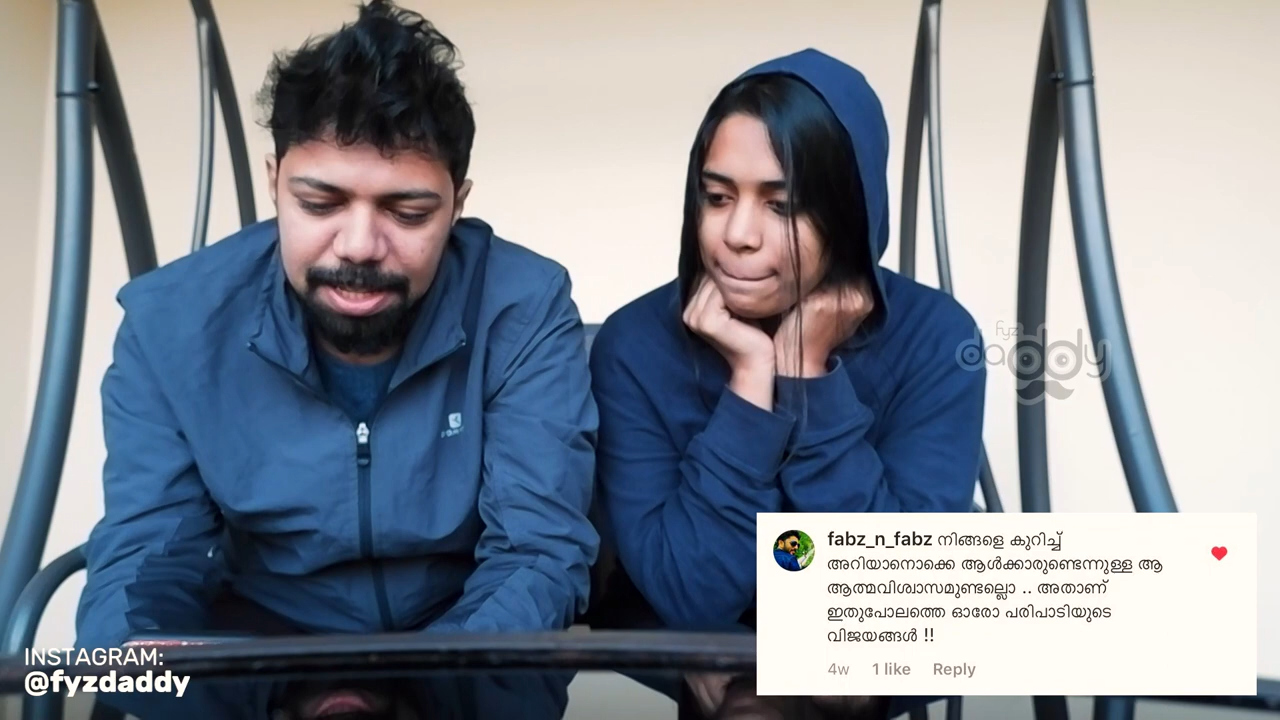 fyz
daddy
fabz_n_fabz നിങ്ങളെ കുറിച്ച്
അറിയാനൊക്കെ ആൾക്കാരുണ്ടെന്നുള്ള ആ
ആത്മവിശ്വാസമുണ്ടല്ലൊ .. അതാണ്
ഇതുപോലത്തെ ഓരോ പരിപാടിയുടെ
വിജയങ്ങൾ !!
4w 1 like Reply
INSTAGRAM:
@fyzdaddy